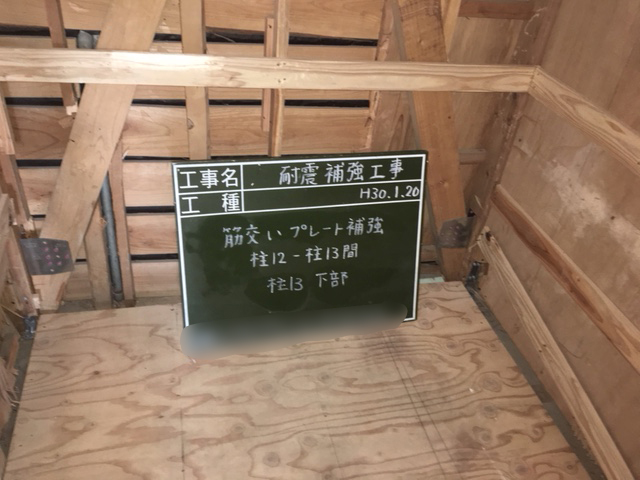 工事名 耐震補強工事
工種 H30.1.20
筋交いプレート補強
柱12-柱13間
柱13 下部